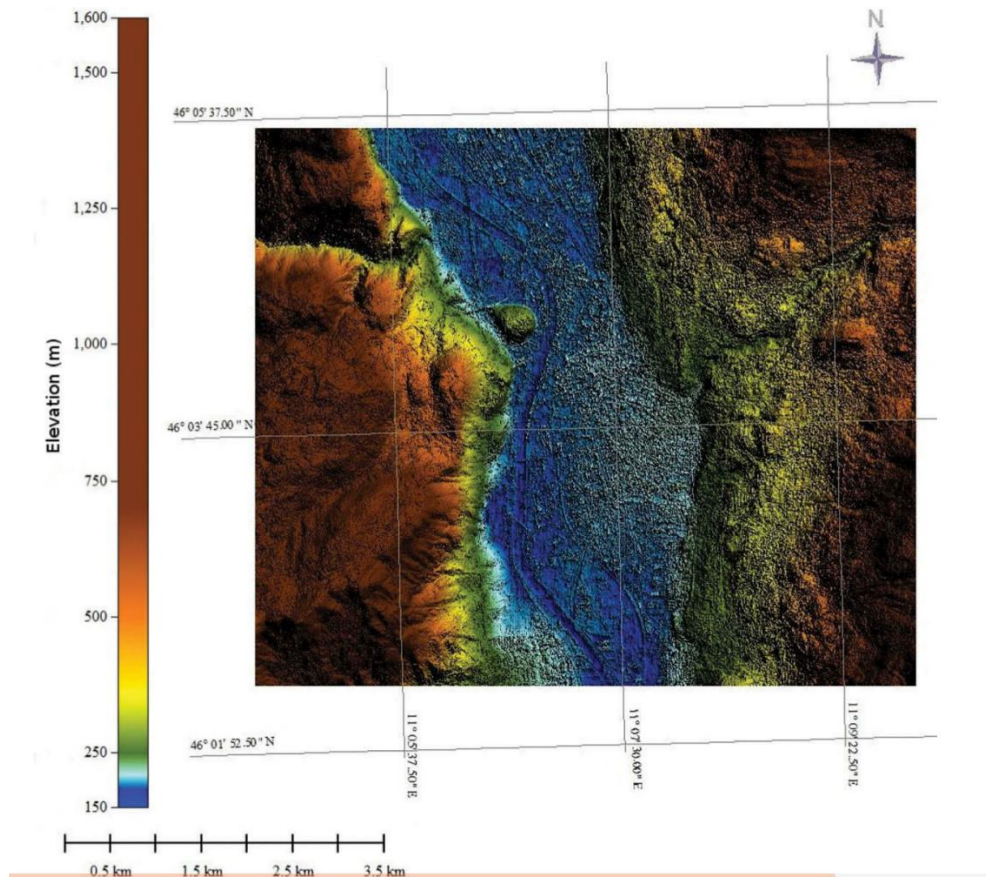 1,600
N
1,500
46° 05' 37.50" N
1,250
1,000
Elevation (m)
46° 03' 45.00" N
750
500
250
46° 01' 52.50" N
11° 05' 37.50" E
11° 07' 30.00" E
11° 09' 22.50" E
150
0.5 km 1.5 km 2.5 km 3.5 km